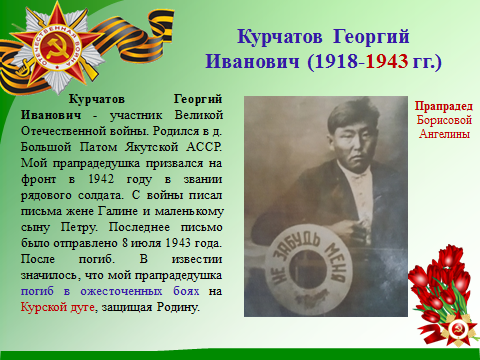 Курчатов Георгий
Иванович (1918-1943 гг.)
Курчатов Георгий
Иванович - участник Великой
Отечественной войны. Родился в д.
Большой Патом Якутской АССР.
Мой прапрадедушка призвался на
фронт в 1942 году в звании
рядового солдата. С войны писал
письма жене Галине и маленькому
сыну Петру. Последнее письмо
было отправлено 8 июля 1943 года.
После погиб. В известии
значилось, что мой прапрадедушка
погиб в ожесточенных боях на
Курской дуге, защищая Родину.
Прапрадед
Борисовой
Ангелины
НЕ ЗАБУДЬ МЕНЯ
ОТЕЧЕСТВЕННАЯ ВОЙНА